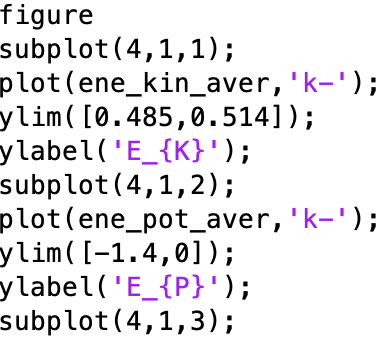 figure
subplot(4,1,1);
plot(ene_kin_aver,'k-');
ylim([0.485,0.514]);
ylabel('E_{K}');
subplot(4,1,2);
plot(ene_pot_aver,'k-');
ylim([-1.4,0]);
ylabel('E_{P}');
subplot(4,1,3);